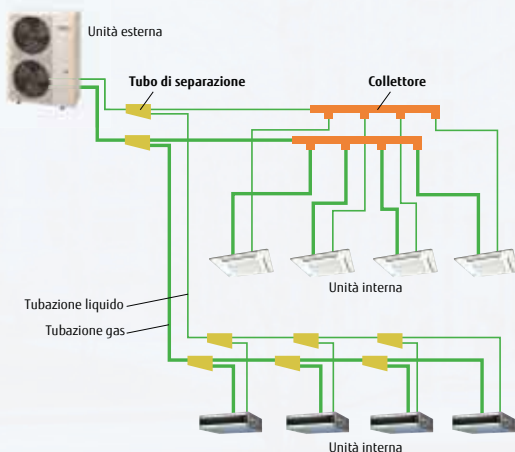 Unità esterna
Tubo di separazione
Collettore
Unità interna
Tubazione liquido
Tubazione gas
Unità interna